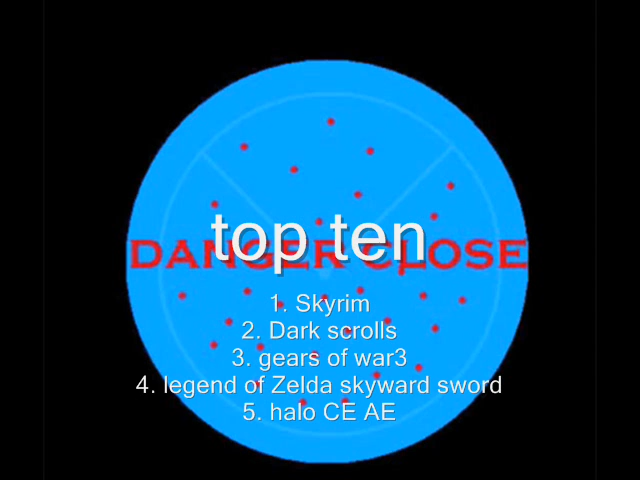 top ten
DANGER CLOSE
1. Skyrim
2. Dark scrolls
3. gears of war3
4. legend of Zelda skyward sword
5. halo CE AE